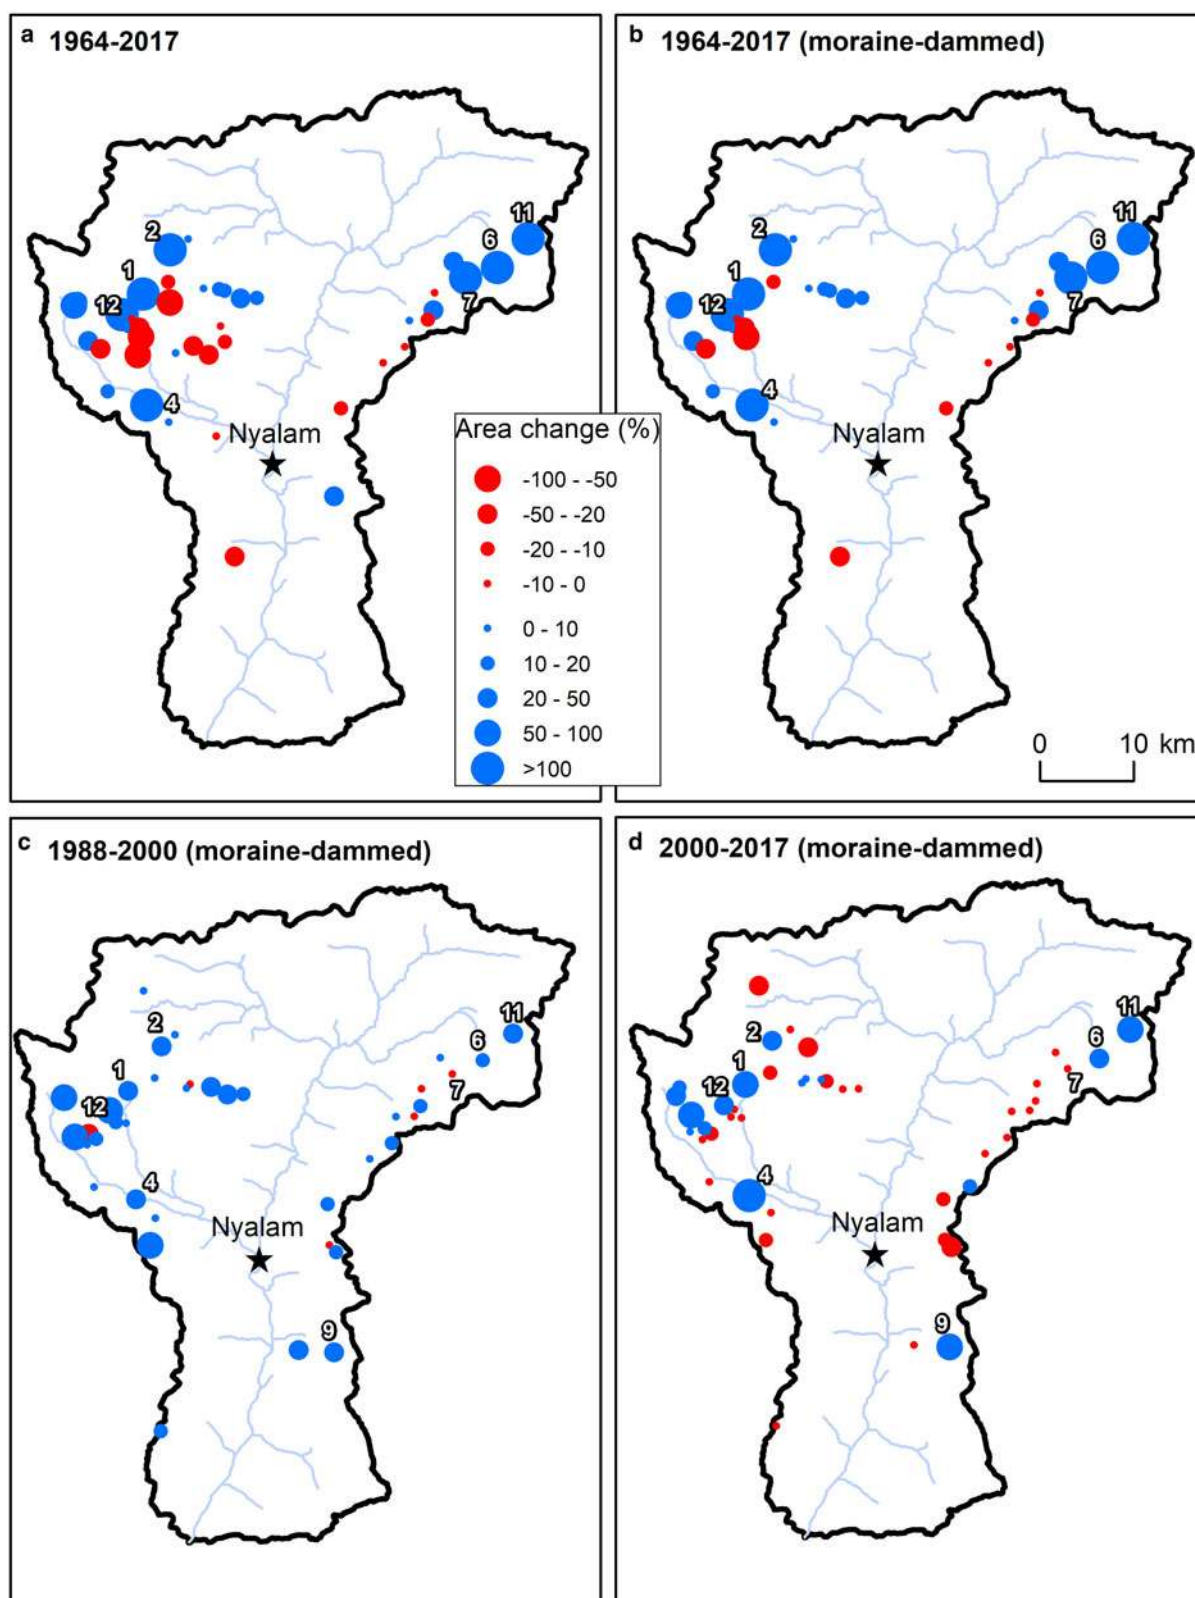 a 1964-2017
2
11
6
1
12
7
4
Nyalam
b 1964-2017 (moraine-dammed)
2
11
6
1
12
7
4
Nyalam
0 10 km
Area change (%)
-100 - -50
-50 - -20
-20 - -10
-10 - 0
0 - 10
10 - 20
20 - 50
50 - 100
>100
c 1988-2000 (moraine-dammed)
2
11
6
1
7
12
4
Nyalam
9
d 2000-2017 (moraine-dammed)
11
2
6
1
7
12
4
Nyalam
9